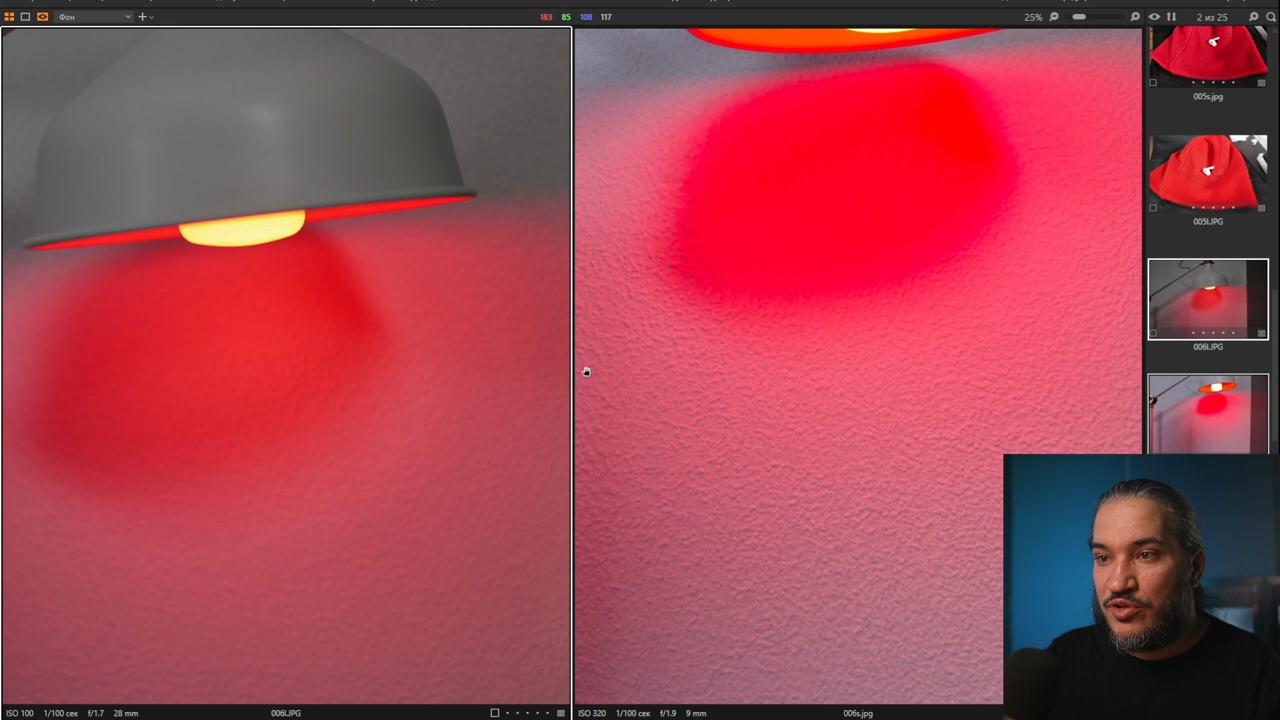 Фон
183 85 108 117
25%
2 из 25
005s.jpg
005l.JPG
006l.JPG
ISO 100 1/100 сек f/1.7 28 mm
006l.JPG
ISO 320 1/100 сек f/1.9 9 mm
006s.jpg